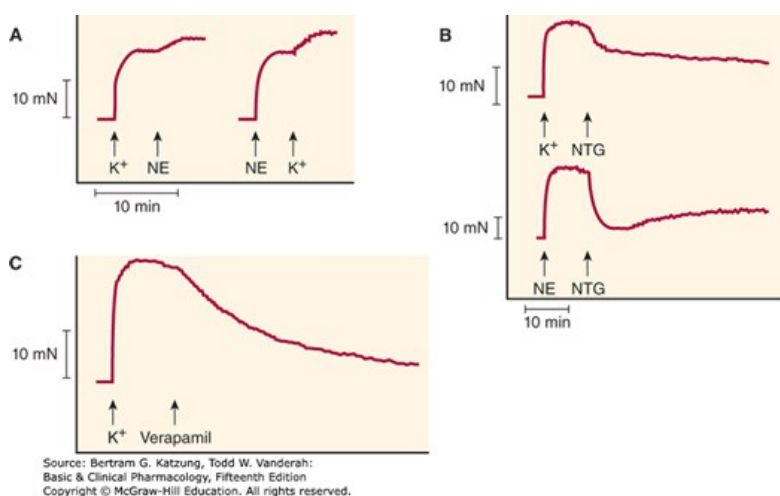 A
10 mN
K+
NE
NE
K+
10 min
B
10 mN
K+
NTG
10 mN
NE
NTG
10 min
C
10 mN
K+
Verapamil
Source: Bertram G. Katzung, Todd W. Vanderah:
Basic & Clinical Pharmacology, Fifteenth Edition
Copyright © McGraw-Hill Education. All rights reserved.